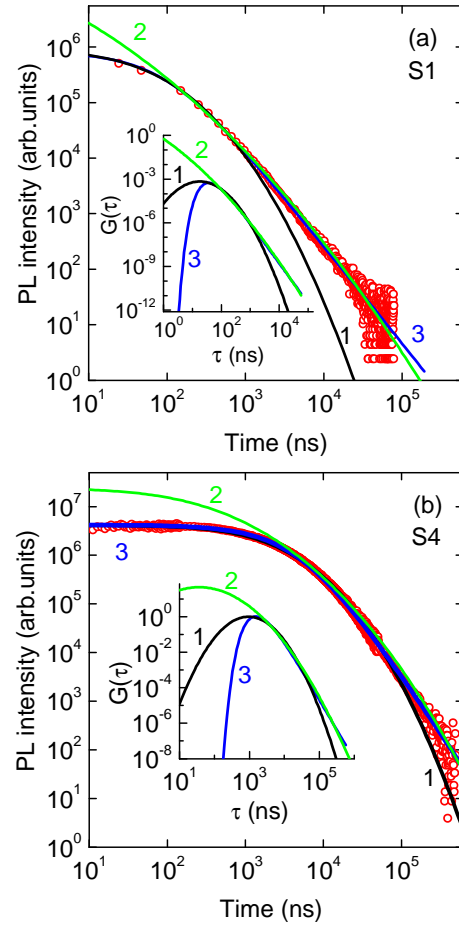 (a)
S1
PL intensity (arb.units)
10^6
10^5
10^4
10^3
10^2
10^1
10^0
2
1
3
10^0
10^-3
10^-6
10^-9
10^-12
G(τ)
2
1
3
10^0 10^2 10^4
τ (ns)
10^1 10^2 10^3 10^4 10^5
Time (ns)
(b)
S4
PL intensity (arb.units)
10^7
10^6
10^5
10^4
10^3
10^2
10^1
10^0
2
3
1
10^0
10^-2
10^-4
10^-6
10^-8
G(τ)
2
1
3
10^1 10^3 10^5
τ (ns)
10^1 10^2 10^3 10^4 10^5
Time (ns)